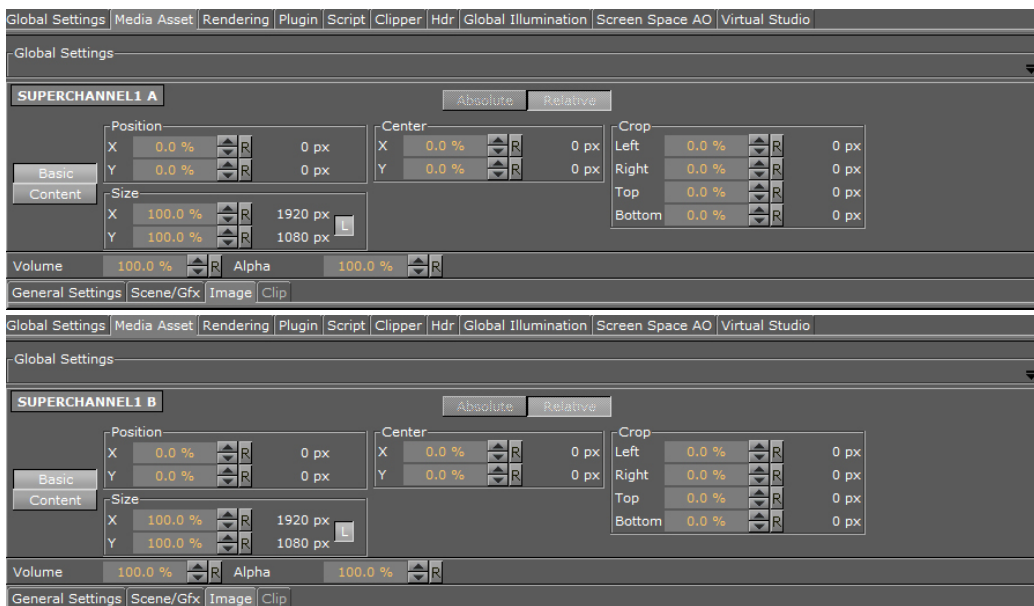 Global Settings Media Asset Rendering Plugin Script Clipper Hdr Global Illumination Screen Space AO Virtual Studio
Global Settings
SUPERCHANNEL1 A
Absolute Relative
Position Center Crop
X 0.0 % R 0 px X 0.0 % R 0 px Left 0.0 % R 0 px
Basic Y 0.0 % R 0 px Y 0.0 % R 0 px Right 0.0 % R 0 px
Content Size Top 0.0 % R 0 px
X 100.0 % R 1920 px L Bottom 0.0 % R 0 px
Y 100.0 % R 1080 px
Volume 100.0 % R Alpha 100.0 % R
General Settings Scene/Gfx Image Clip
Global Settings Media Asset Rendering Plugin Script Clipper Hdr Global Illumination Screen Space AO Virtual Studio
Global Settings
SUPERCHANNEL1 B
Absolute Relative
Position Center Crop
X 0.0 % R 0 px X 0.0 % R 0 px Left 0.0 % R 0 px
Basic Y 0.0 % R 0 px Y 0.0 % R 0 px Right 0.0 % R 0 px
Content Size Top 0.0 % R 0 px
X 100.0 % R 1920 px L Bottom 0.0 % R 0 px
Y 100.0 % R 1080 px
Volume 100.0 % R Alpha 100.0 % R
General Settings Scene/Gfx Image Clip